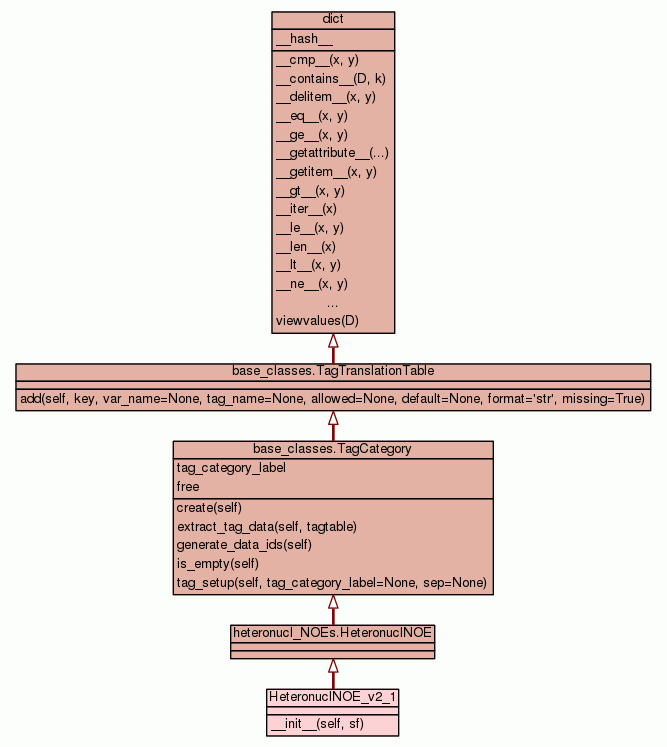 dict
__hash__
__cmp__(x, y)
__contains__(D, k)
__delitem__(x, y)
__eq__(x, y)
__ge__(x, y)
__getattribute__(...)
__getitem__(x, y)
__gt__(x, y)
__iter__(x)
__le__(x, y)
__len__(x)
__lt__(x, y)
__ne__(x, y)
...
viewvalues(D)
base_classes.TagTranslationTable
add(self, key, var_name=None, tag_name=None, allowed=None, default=None, format='str', missing=True)
base_classes.TagCategory
tag_category_label
free
create(self)
extract_tag_data(self, tagtable)
generate_data_ids(self)
is_empty(self)
tag_setup(self, tag_category_label=None, sep=None)
heteronucl_NOEs.HeteronuclNOE
HeteronuclNOE_v2_1
__init__(self, sf)